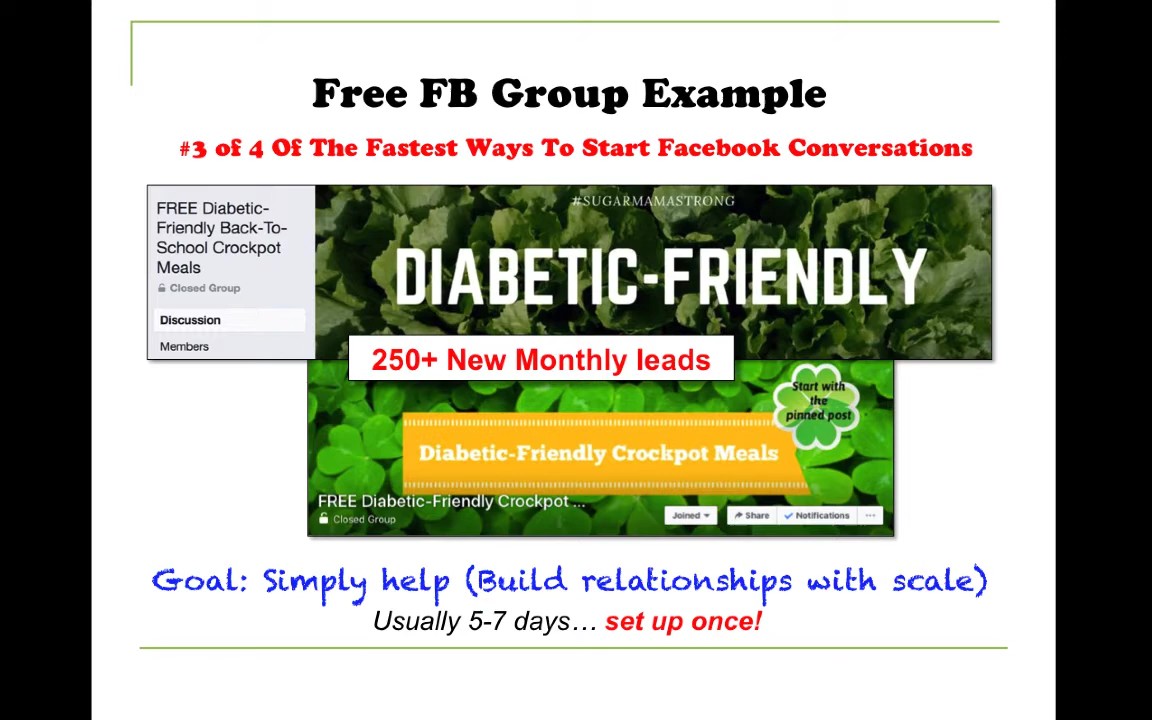 Free FB Group Example
#3 of 4 Of The Fastest Ways To Start Facebook Conversations
FREE Diabetic-
Friendly Back-To-
School Crockpot
Meals
Closed Group
Discussion
Members
#SUGARMAMASTRONG
DIABETIC-FRIENDLY
250+ New Monthly leads
Start with
the
pinned post
Diabetic-Friendly Crockpot Meals
FREE Diabetic-Friendly Crockpot ...
Closed Group
Joined
Share
Notifications
...
Goal: Simply help (Build relationships with scale)
Usually 5-7 days… set up once!